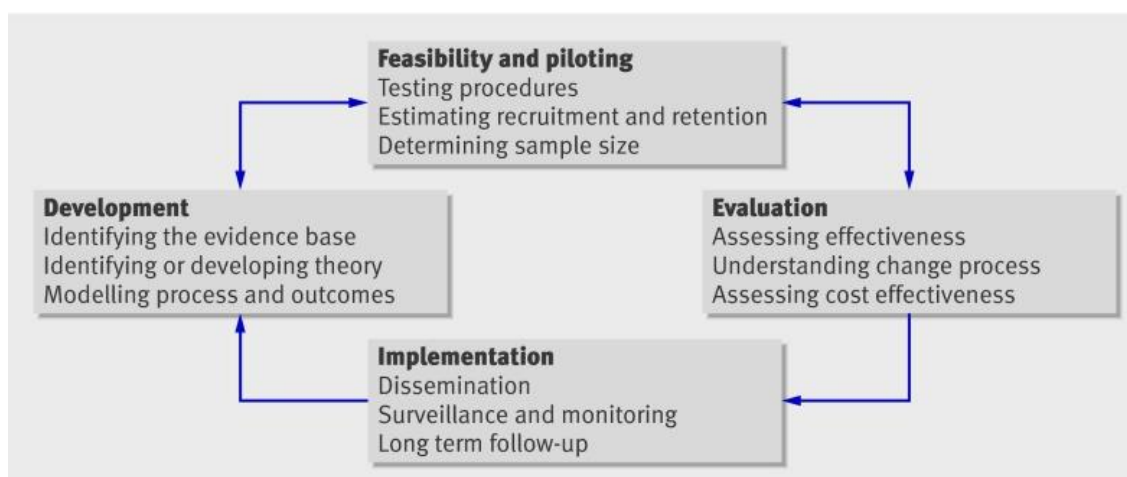 Feasibility and piloting
Testing procedures
Estimating recruitment and retention
Determining sample size
Development
Identifying the evidence base
Identifying or developing theory
Modelling process and outcomes
Evaluation
Assessing effectiveness
Understanding change process
Assessing cost effectiveness
Implementation
Dissemination
Surveillance and monitoring
Long term follow-up